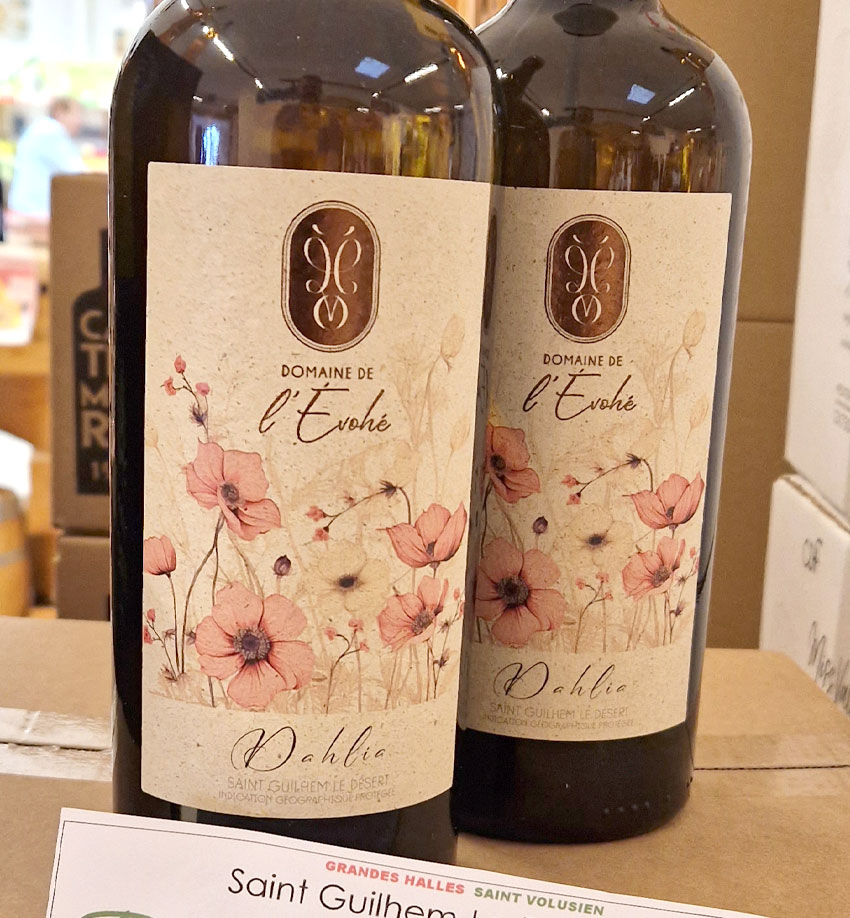 DOMAINE DE
l'Évohé
Dahlia
SAINT GUILHEM LE DÉSERT
INDICATION GÉOGRAPHIQUE PROTÉGÉE
DOMAINE DE
l'Évohé
Dahlia
SAINT GUILHEM LE DÉSERT
INDICATION GÉOGRAPHIQUE PROTÉGÉE
GRANDES HALLES SAINT VOLUSIEN
Saint Guilhem